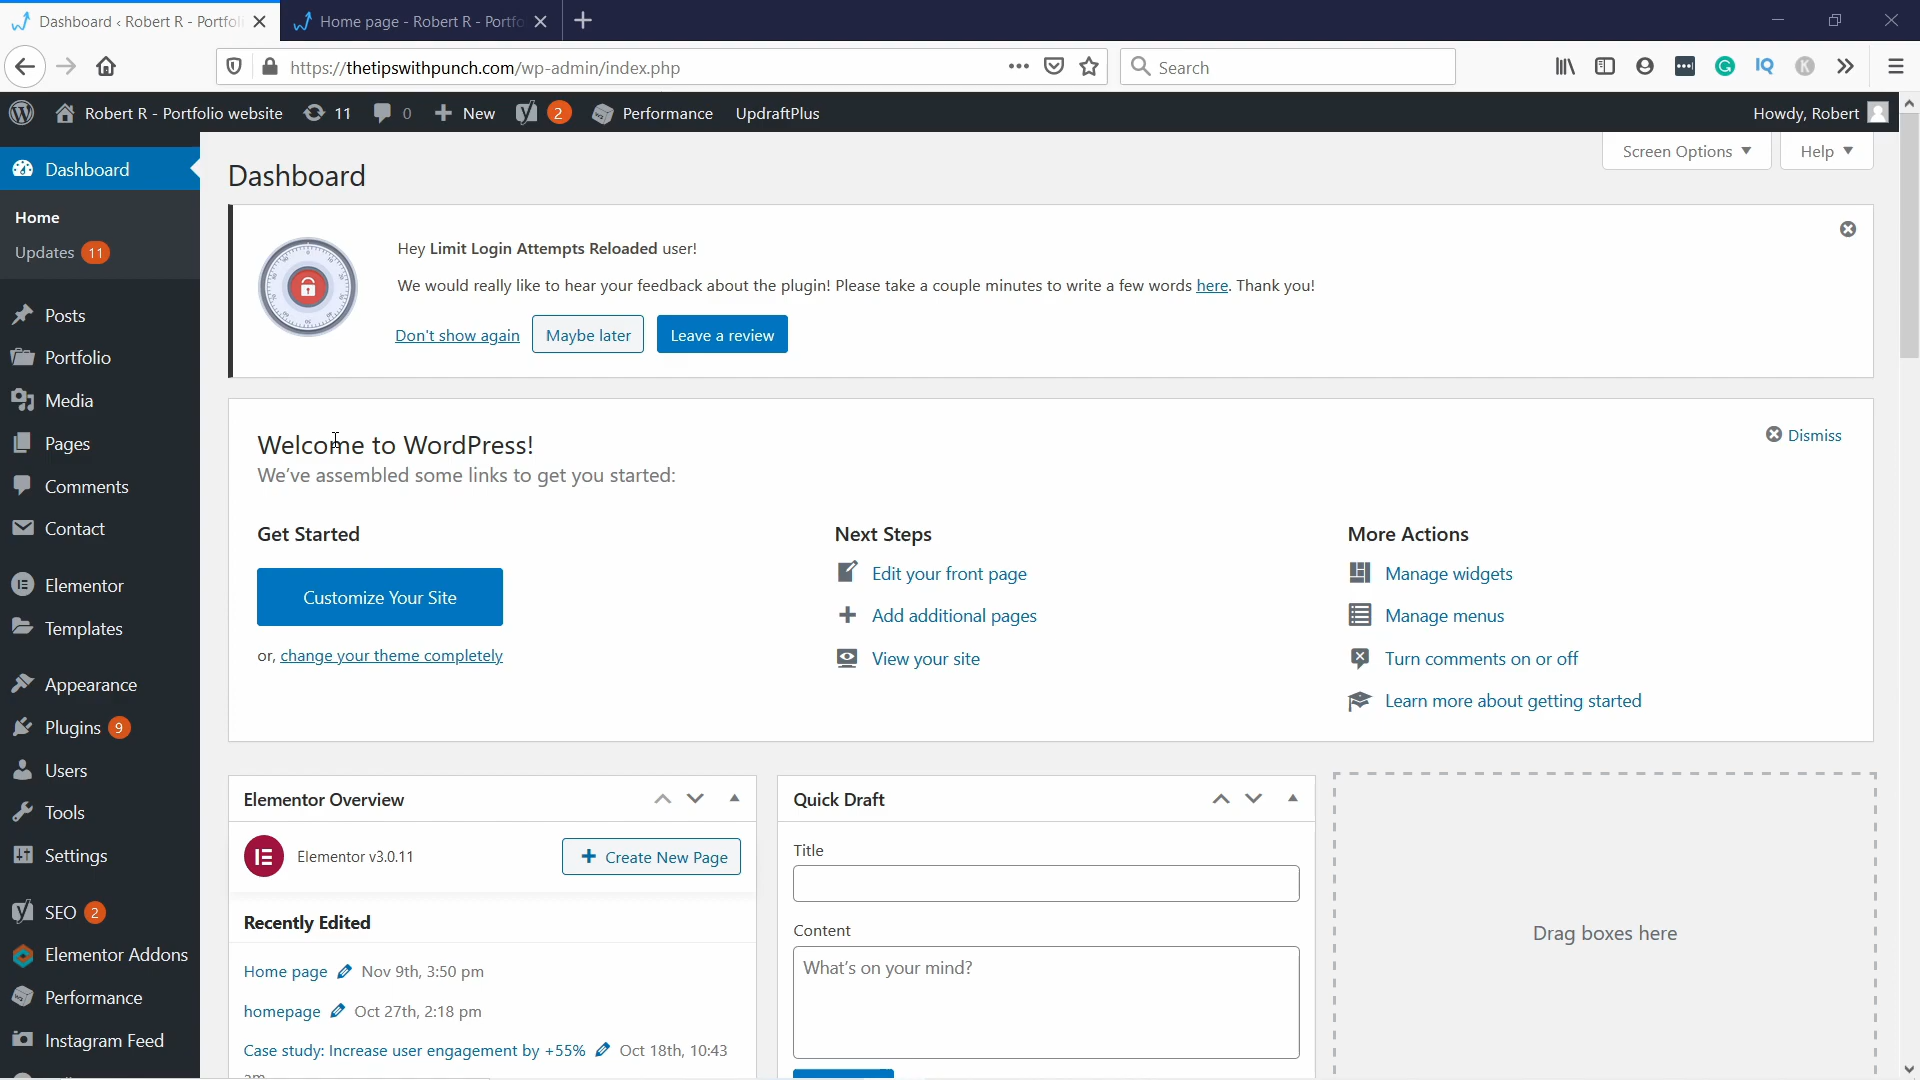 Dashboard ‹ Robert R - Portfoli
Home page - Robert R - Portfo
https://thetipswithpunch.com/wp-admin/index.php
Search
Robert R - Portfolio website
11
0
New
2
Performance
UpdraftPlus
Howdy, Robert
Dashboard
Home
Updates 11
Posts
Portfolio
Media
Pages
Comments
Contact
Elementor
Templates
Appearance
Plugins 9
Users
Tools
Settings
SEO 2
Elementor Addons
Performance
Instagram Feed
Screen Options
Help
Dashboard
Hey Limit Login Attempts Reloaded user!
We would really like to hear your feedback about the plugin! Please take a couple minutes to write a few words here. Thank you!
Don't show again
Maybe later
Leave a review
Welcome to WordPress!
We've assembled some links to get you started:
Dismiss
Get Started
Customize Your Site
or, change your theme completely
Next Steps
Edit your front page
Add additional pages
View your site
More Actions
Manage widgets
Manage menus
Turn comments on or off
Learn more about getting started
Elementor Overview
Elementor v3.0.11
Create New Page
Recently Edited
Home page Nov 9th, 3:50 pm
homepage Oct 27th, 2:18 pm
Case study: Increase user engagement by +55% Oct 18th, 10:43
Quick Draft
Title
Content
What's on your mind?
Drag boxes here